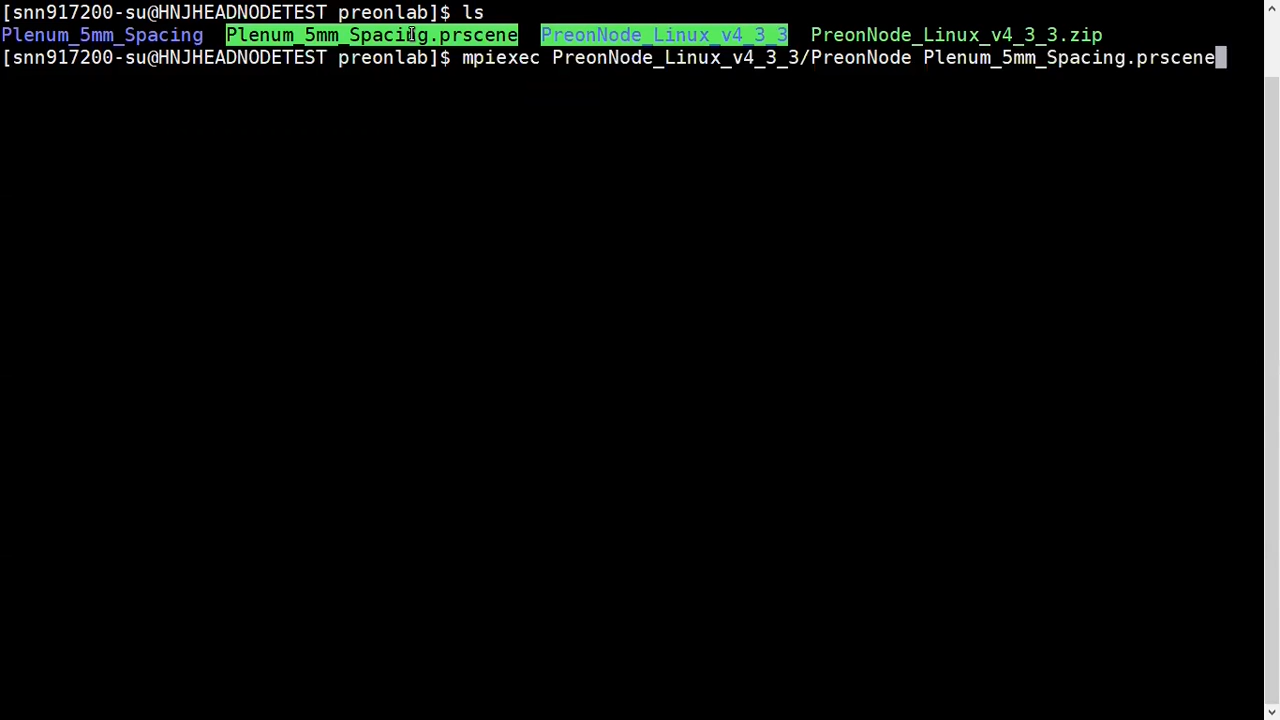 [snn917200-su@HNJHEADNODETEST preonlab]$ ls
Plenum_5mm_Spacing  Plenum_5mm_Spacing.prscene  PreonNode_Linux_v4_3_3  PreonNode_Linux_v4_3_3.zip
[snn917200-su@HNJHEADNODETEST preonlab]$ mpiexec PreonNode_Linux_v4_3_3/PreonNode Plenum_5mm_Spacing.prscene